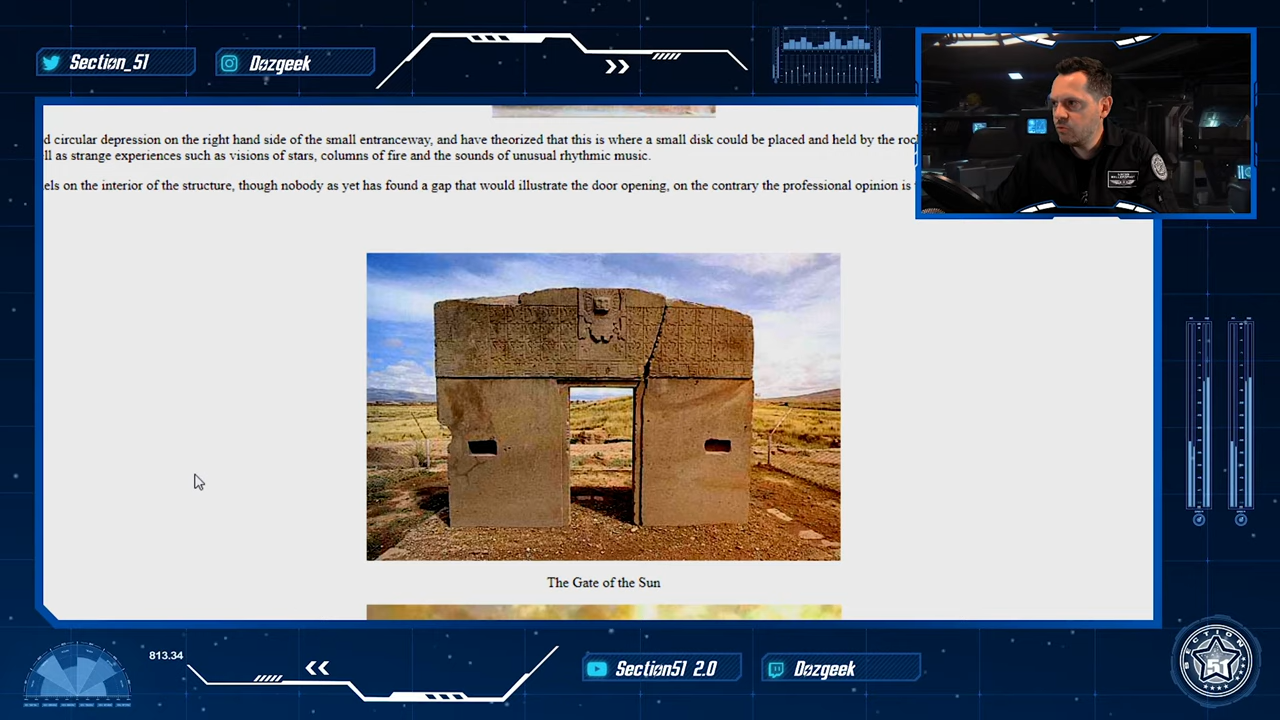 Section_51
Dazgeek
d circular depression on the right hand side of the small entranceway, and have theorized that this is where a small disk could be placed and held by the roc
ll as strange experiences such as visions of stars, columns of fire and the sounds of unusual rhythmic music.
els on the interior of the structure, though nobody as yet has found a gap that would illustrate the door opening, on the contrary the professional opinion is
The Gate of the Sun
813.34
Section51 2.0
Dazgeek
SECTION
51